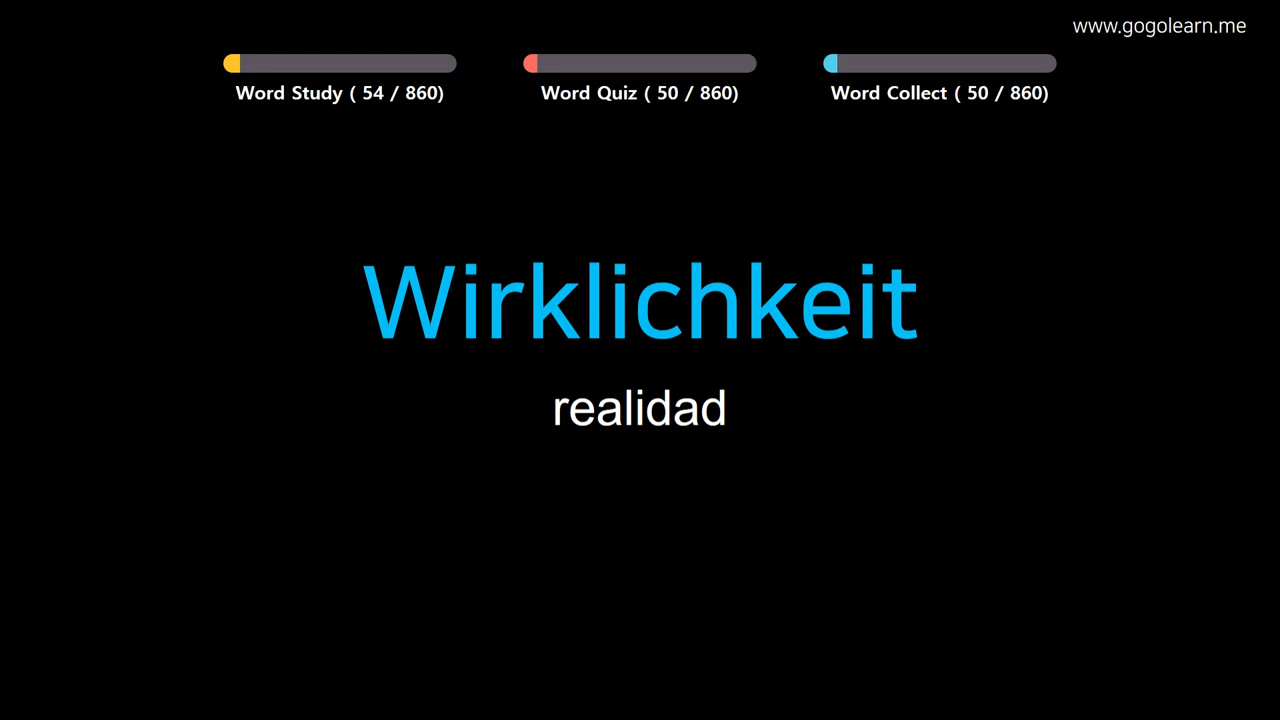 www.gogolearn.me
Word Study ( 54 / 860)
Word Quiz ( 50 / 860)
Word Collect ( 50 / 860)
Wirklichkeit
realidad